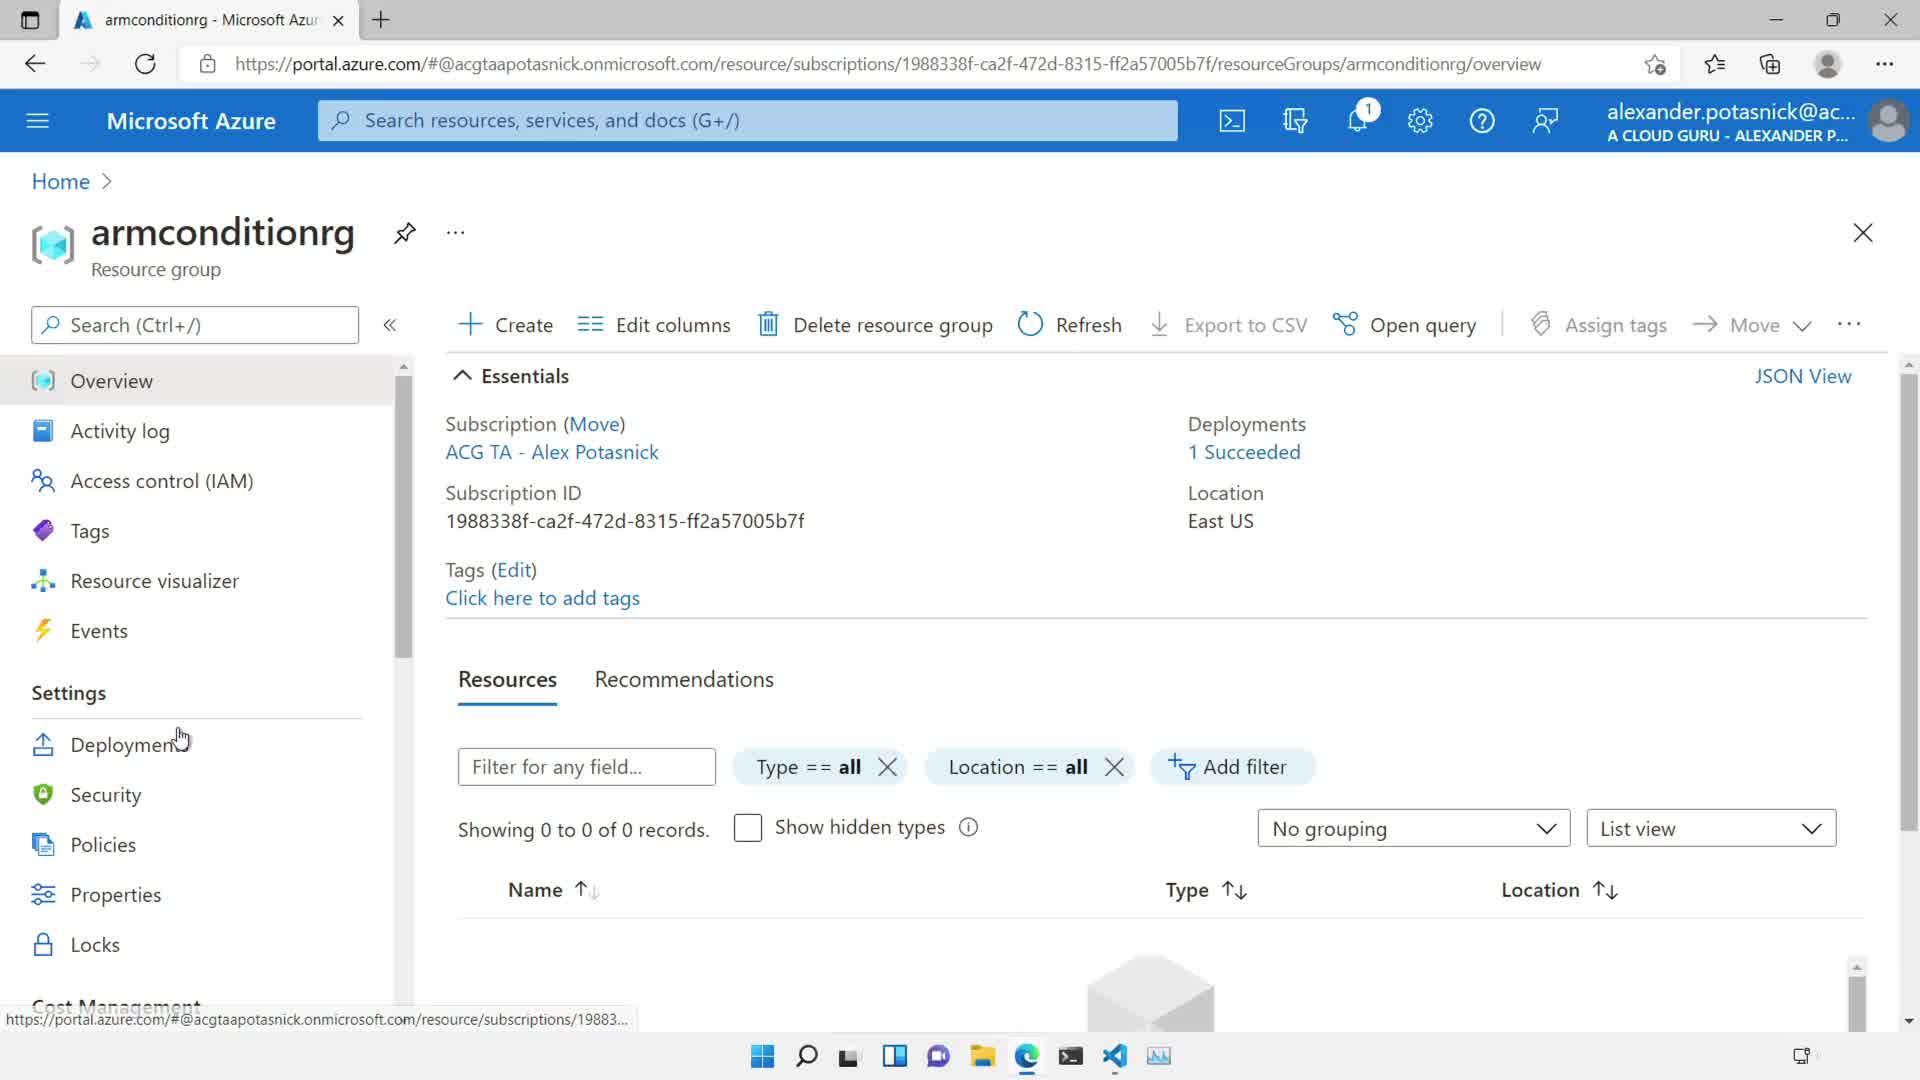 armconditionrg - Microsoft Azur
https://portal.azure.com/#@acgtaapotasnick.onmicrosoft.com/resource/subscriptions/1988338f-ca2f-472d-8315-ff2a57005b7f/resourceGroups/armconditionrg/overview
Microsoft Azure
Search resources, services, and docs (G+/)
1
alexander.potasnick@ac...
A CLOUD GURU - ALEXANDER P...
Home
armconditionrg
...
Resource group
Search (Ctrl+/)
Overview
Activity log
Access control (IAM)
Tags
Resource visualizer
Events
Settings
Deployments
Security
Policies
Properties
Locks
Cost Management
Create
Edit columns
Delete resource group
Refresh
Export to CSV
Open query
Assign tags
Move
...
Essentials
JSON View
Subscription (Move)
ACG TA - Alex Potasnick
Deployments
1 Succeeded
Subscription ID
1988338f-ca2f-472d-8315-ff2a57005b7f
Location
East US
Tags (Edit)
Click here to add tags
Resources
Recommendations
Filter for any field...
Type == all
Location == all
Add filter
Showing 0 to 0 of 0 records.
Show hidden types
No grouping
List view
Name
Type
Location
https://portal.azure.com/#@acgtaapotasnick.onmicrosoft.com/resource/subscriptions/19883...